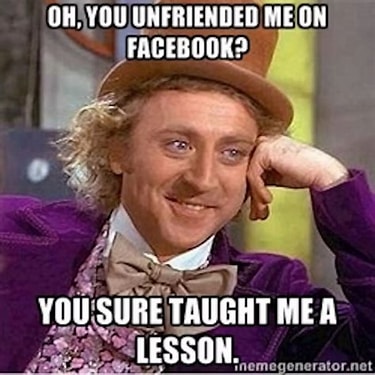 OH, YOU UNFRIENDED ME ON
FACEBOOK?
YOU SURE TAUGHT ME A
LESSON.
memegenerator.net